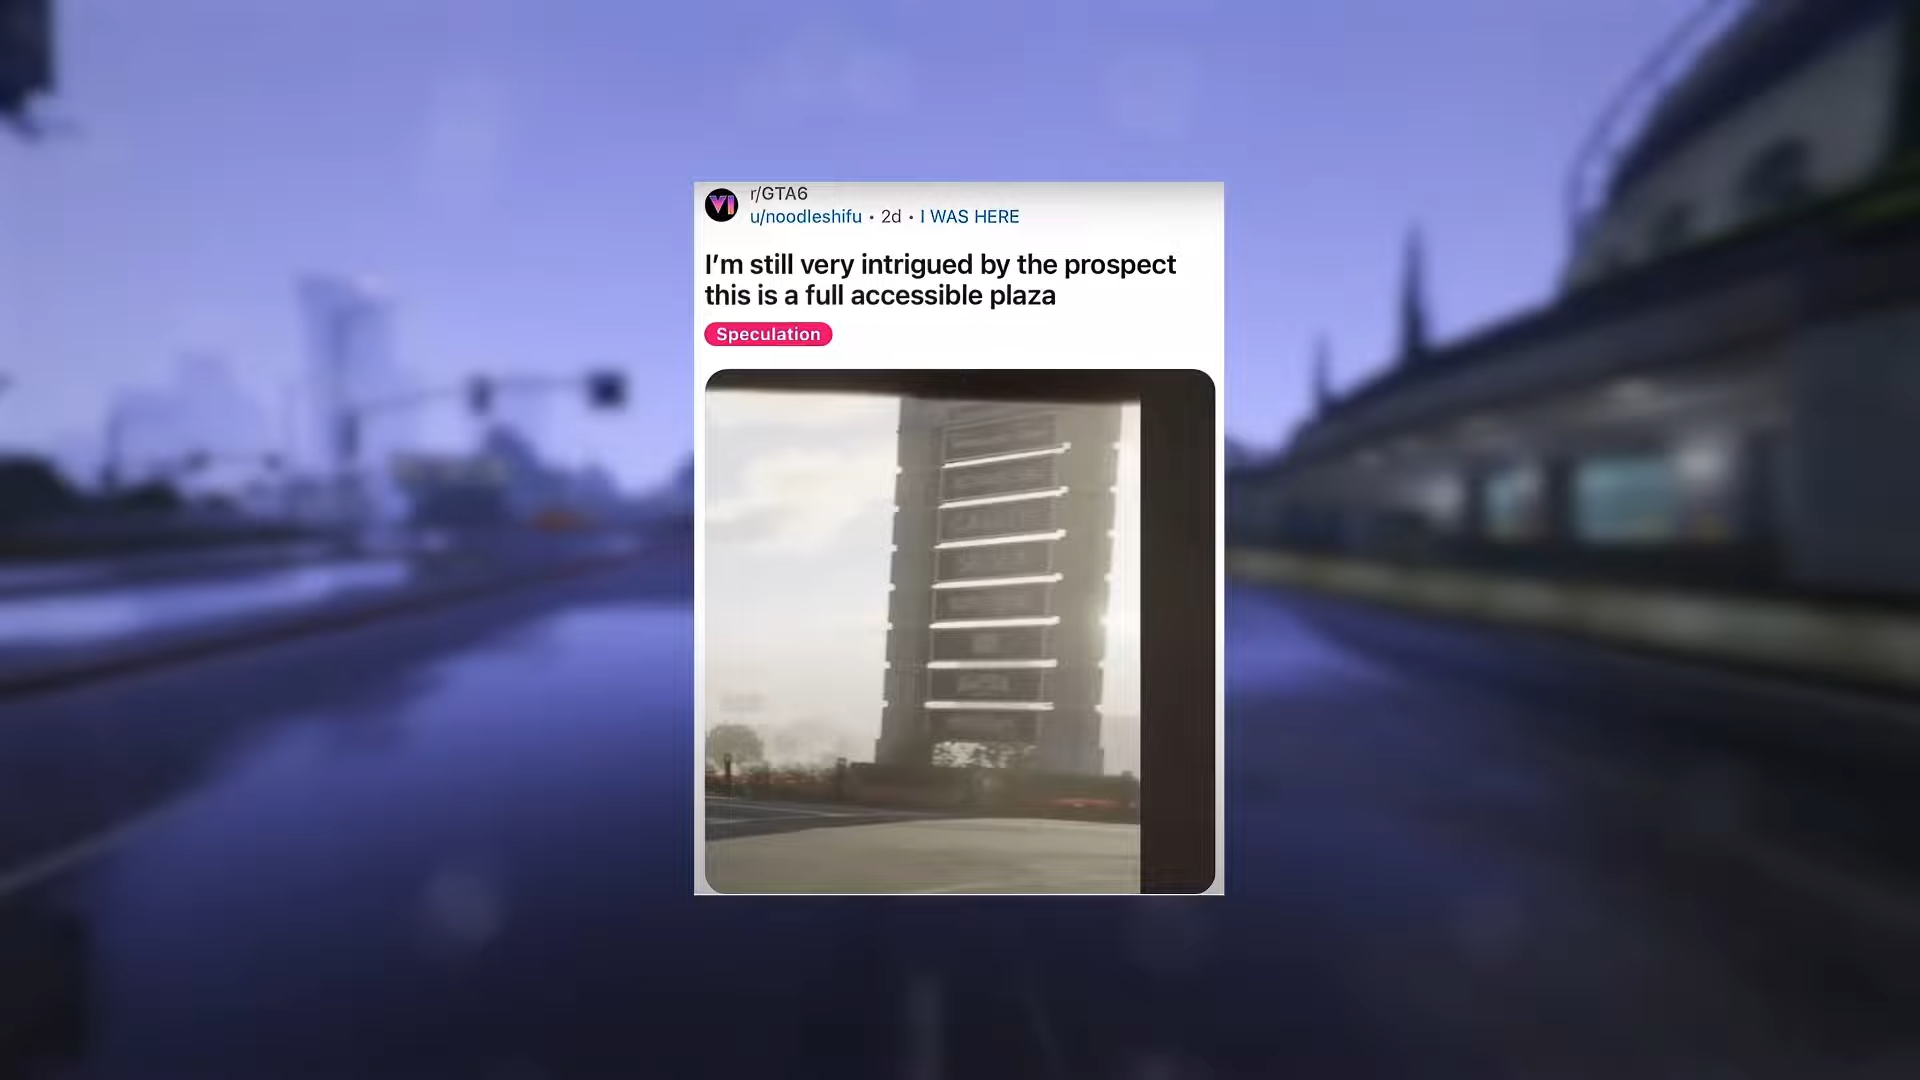 r/GTA6
u/noodleshifu • 2d • I WAS HERE
I'm still very intrigued by the prospect
this is a full accessible plaza
Speculation